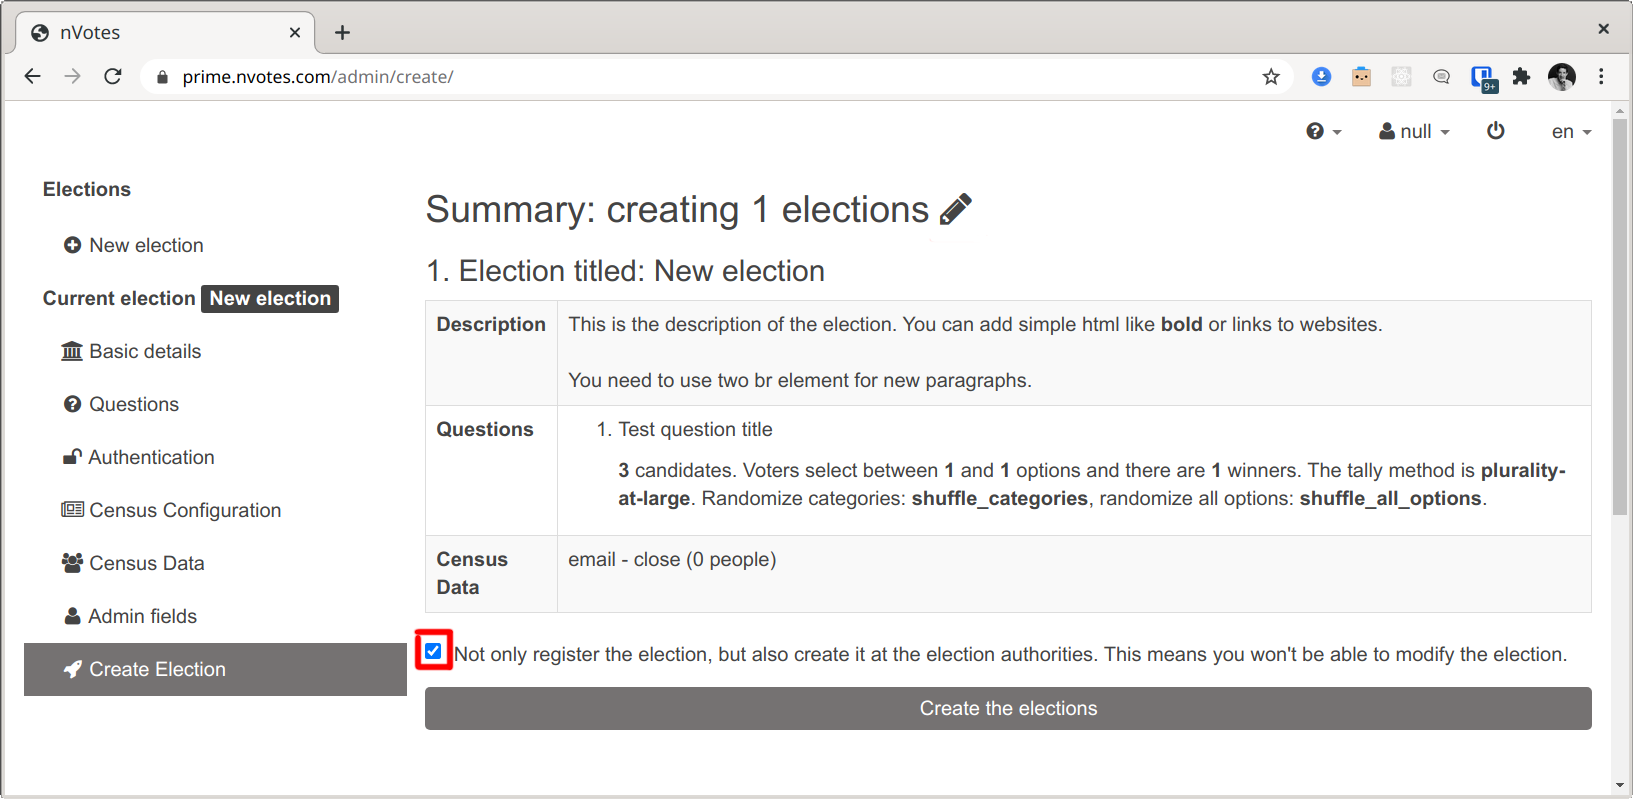 nVotes
prime.nvotes.com/admin/create/
9+
null
en
Elections
New election
Current election New election
Basic details
Questions
Authentication
Census Configuration
Census Data
Admin fields
Create Election
Summary: creating 1 elections
1. Election titled: New election
Description
This is the description of the election. You can add simple html like bold or links to websites.
You need to use two br element for new paragraphs.
Questions
1. Test question title
3 candidates. Voters select between 1 and 1 options and there are 1 winners. The tally method is plurality-
at-large. Randomize categories: shuffle_categories, randomize all options: shuffle_all_options.
Census
Data
email - close (0 people)
Not only register the election, but also create it at the election authorities. This means you won't be able to modify the election.
Create the elections